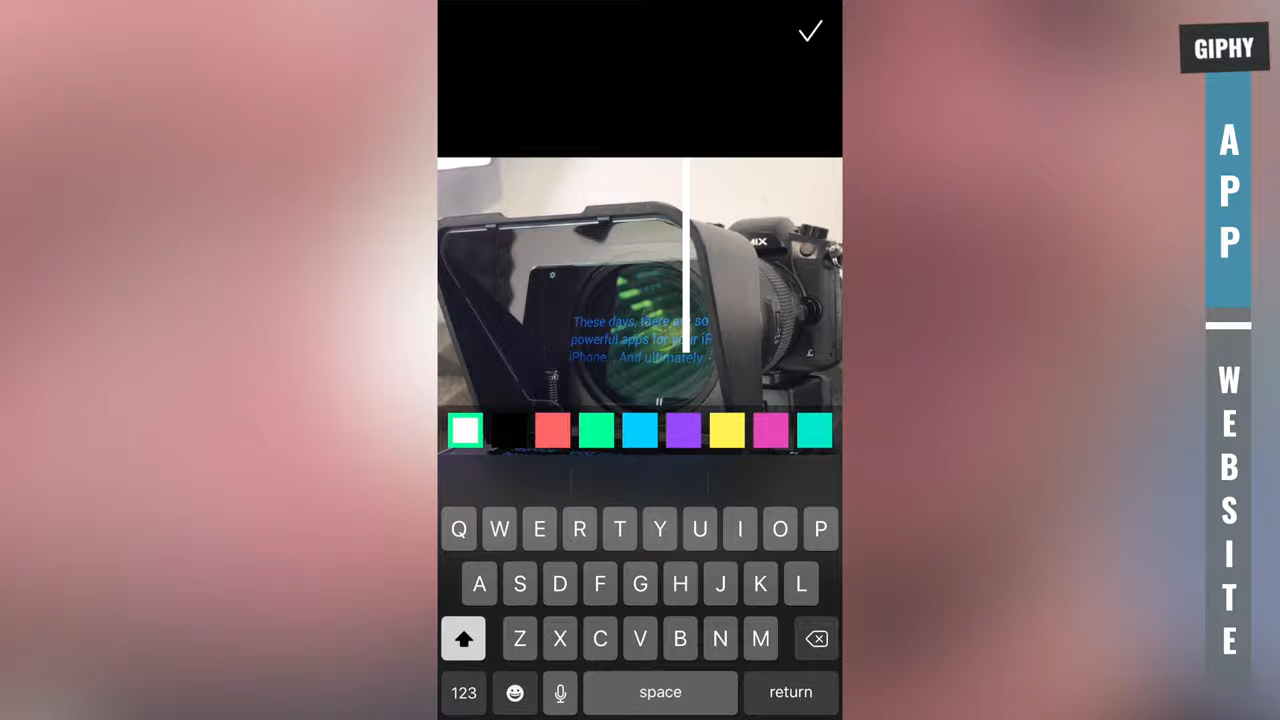 GIPHY
APP
WEBSITE
MIX
These days, there are so
powerful apps for your iP
iPhone... And ultimately
Q W E R T Y U I O P
A S D F G H J K L
Z X C V B N M
123 space return